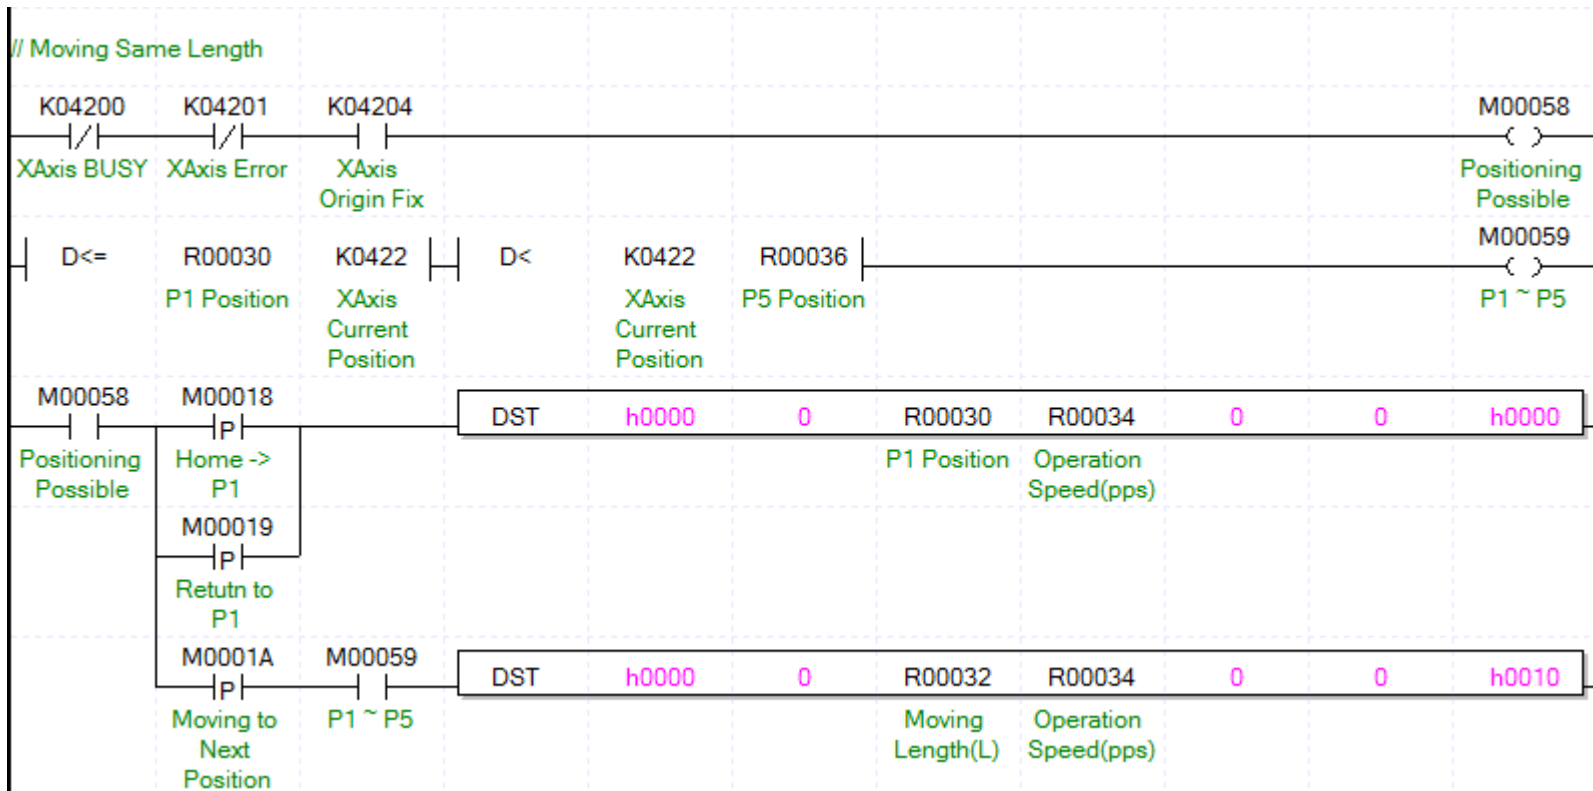 // Moving Same Length
K04200 K04201 K04204 M00058
XAxis BUSY XAxis Error XAxis Positioning
Origin Fix Possible
M00059
D<= R00030 K0422 D< K0422 R00036
P1 Position XAxis XAxis P5 Position P1 ~ P5
Current Current
Position Position
M00058 M00018
P DST h0000 0 R00030 R00034 0 0 h0000
Positioning Home -> P1 Position Operation
Possible P1 Speed(pps)
M00019
P
Retutn to
P1
M0001A M00059
P DST h0000 0 R00032 R00034 0 0 h0010
Moving to P1 ~ P5 Moving Operation
Next Length(L) Speed(pps)
Position